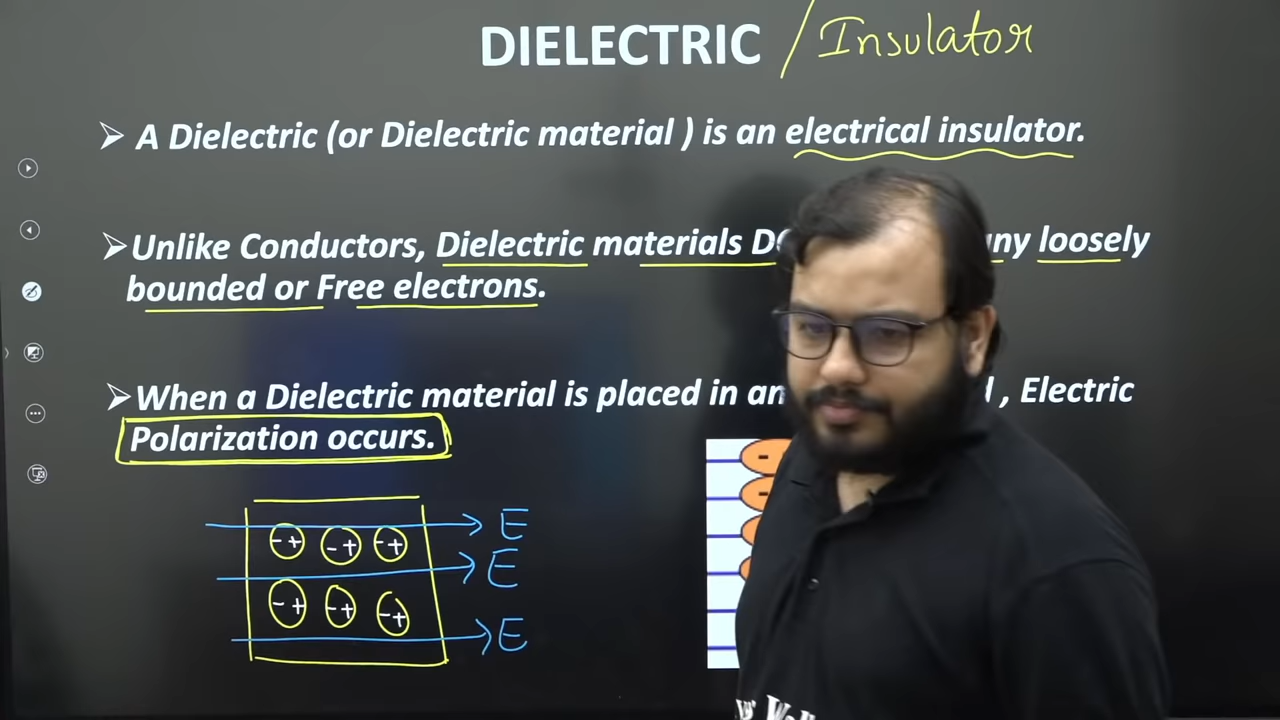 DIELECTRIC / Insulator
➢ A Dielectric (or Dielectric material ) is an electrical insulator.
➢ Unlike Conductors, Dielectric materials ny loosely
bounded or Free electrons.
➢ When a Dielectric material is placed in an , Electric
Polarization occurs.
E
- + - + - +
E
- + - + - +
E
-
-